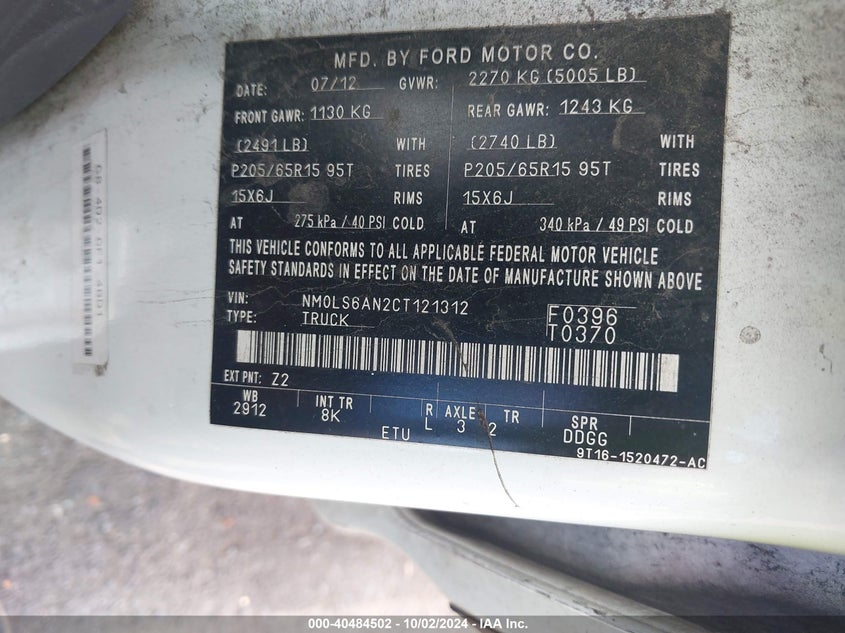 MFD. BY FORD MOTOR CO.
DATE: 07/12 GVWR: 2270 KG (5005 LB)
FRONT GAWR: 1130 KG REAR GAWR: 1243 KG
(2491 LB) WITH (2740 LB) WITH
P205/65R15 95T TIRES P205/65R15 95T TIRES
15X6J RIMS 15X6J RIMS
AT 275 kPa / 40 PSI COLD AT 340 kPa / 49 PSI COLD
THIS VEHICLE CONFORMS TO ALL APPLICABLE FEDERAL MOTOR VEHICLE
SAFETY STANDARDS IN EFFECT ON THE DATE OF MANUFACTURE SHOWN ABOVE
VIN: NM0LS6AN2CT121312 F0396
TYPE: TRUCK T0370
EXT PNT: Z2
WB INT TR R AXLE TR SPR
2912 8K L 3 2 DDGG
ETU 9T16-1520472-AC
000-40484502 - 10/02/2024 - IAA Inc.